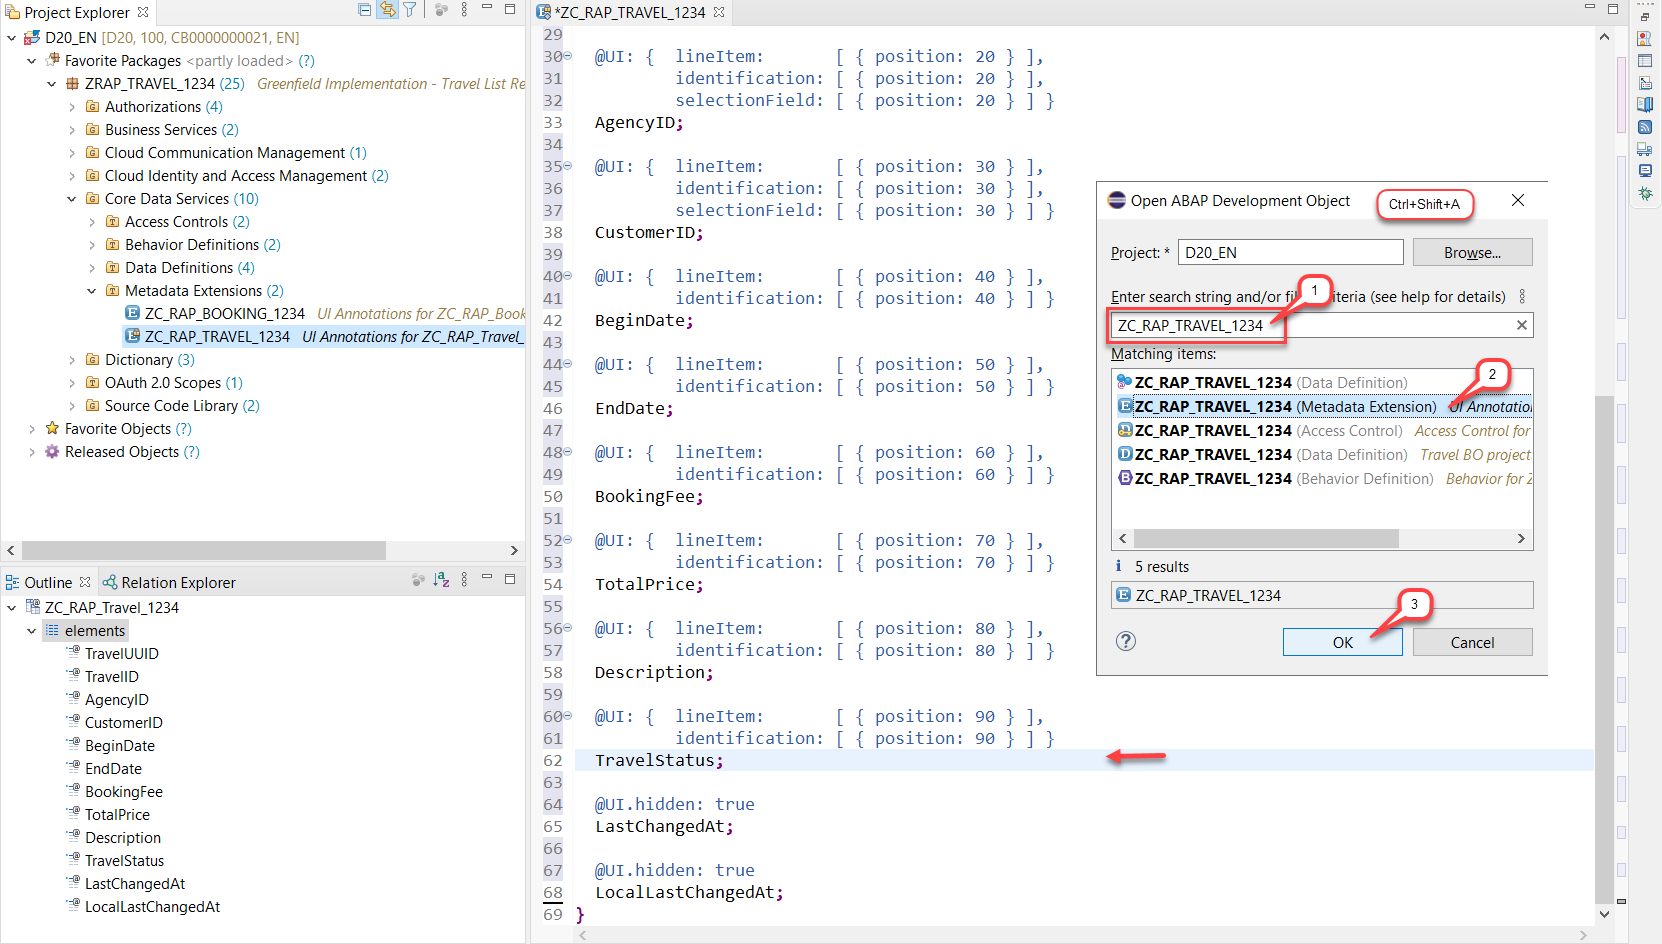 Project Explorer
D20_EN [D20, 100, CB0000000021, EN]
Favorite Packages <partly loaded> (?)
ZRAP_TRAVEL_1234 (25) Greenfield Implementation - Travel List Re
Authorizations (4)
Business Services (2)
Cloud Communication Management (1)
Cloud Identity and Access Management (2)
Core Data Services (10)
Access Controls (2)
Behavior Definitions (2)
Data Definitions (4)
Metadata Extensions (2)
ZC_RAP_BOOKING_1234 UI Annotations for ZC_RAP_Book
ZC_RAP_TRAVEL_1234 UI Annotations for ZC_RAP_Travel_
Dictionary (3)
OAuth 2.0 Scopes (1)
Source Code Library (2)
Favorite Objects (?)
Released Objects (?)
Outline Relation Explorer
ZC_RAP_Travel_1234
elements
TravelUUID
TravelID
AgencyID
CustomerID
BeginDate
EndDate
BookingFee
TotalPrice
Description
TravelStatus
LastChangedAt
LocalLastChangedAt
*ZC_RAP_TRAVEL_1234
29
30 @UI: { lineItem: [ { position: 20 } ],
31 identification: [ { position: 20 } ],
32 selectionField: [ { position: 20 } ] }
33 AgencyID;
34
35 @UI: { lineItem: [ { position: 30 } ],
36 identification: [ { position: 30 } ],
37 selectionField: [ { position: 30 } ] }
38 CustomerID;
39
40 @UI: { lineItem: [ { position: 40 } ],
41 identification: [ { position: 40 } ] }
42 BeginDate;
43
44 @UI: { lineItem: [ { position: 50 } ],
45 identification: [ { position: 50 } ] }
46 EndDate;
47
48 @UI: { lineItem: [ { position: 60 } ],
49 identification: [ { position: 60 } ] }
50 BookingFee;
51
52 @UI: { lineItem: [ { position: 70 } ],
53 identification: [ { position: 70 } ] }
54 TotalPrice;
55
56 @UI: { lineItem: [ { position: 80 } ],
57 identification: [ { position: 80 } ] }
58 Description;
59
60 @UI: { lineItem: [ { position: 90 } ],
61 identification: [ { position: 90 } ] }
62 TravelStatus;
63
64 @UI.hidden: true
65 LastChangedAt;
66
67 @UI.hidden: true
68 LocalLastChangedAt;
69 }
Open ABAP Development Object
Ctrl+Shift+A
Project: * D20_EN Browse...
Enter search string and/or fil iteria (see help for details)
1
ZC_RAP_TRAVEL_1234
Matching items:
ZC_RAP_TRAVEL_1234 (Data Definition)
2
ZC_RAP_TRAVEL_1234 (Metadata Extension) UI Annotation
ZC_RAP_TRAVEL_1234 (Access Control) Access Control for
ZC_RAP_TRAVEL_1234 (Data Definition) Travel BO project
ZC_RAP_TRAVEL_1234 (Behavior Definition) Behavior for Z
5 results
ZC_RAP_TRAVEL_1234
3
OK Cancel